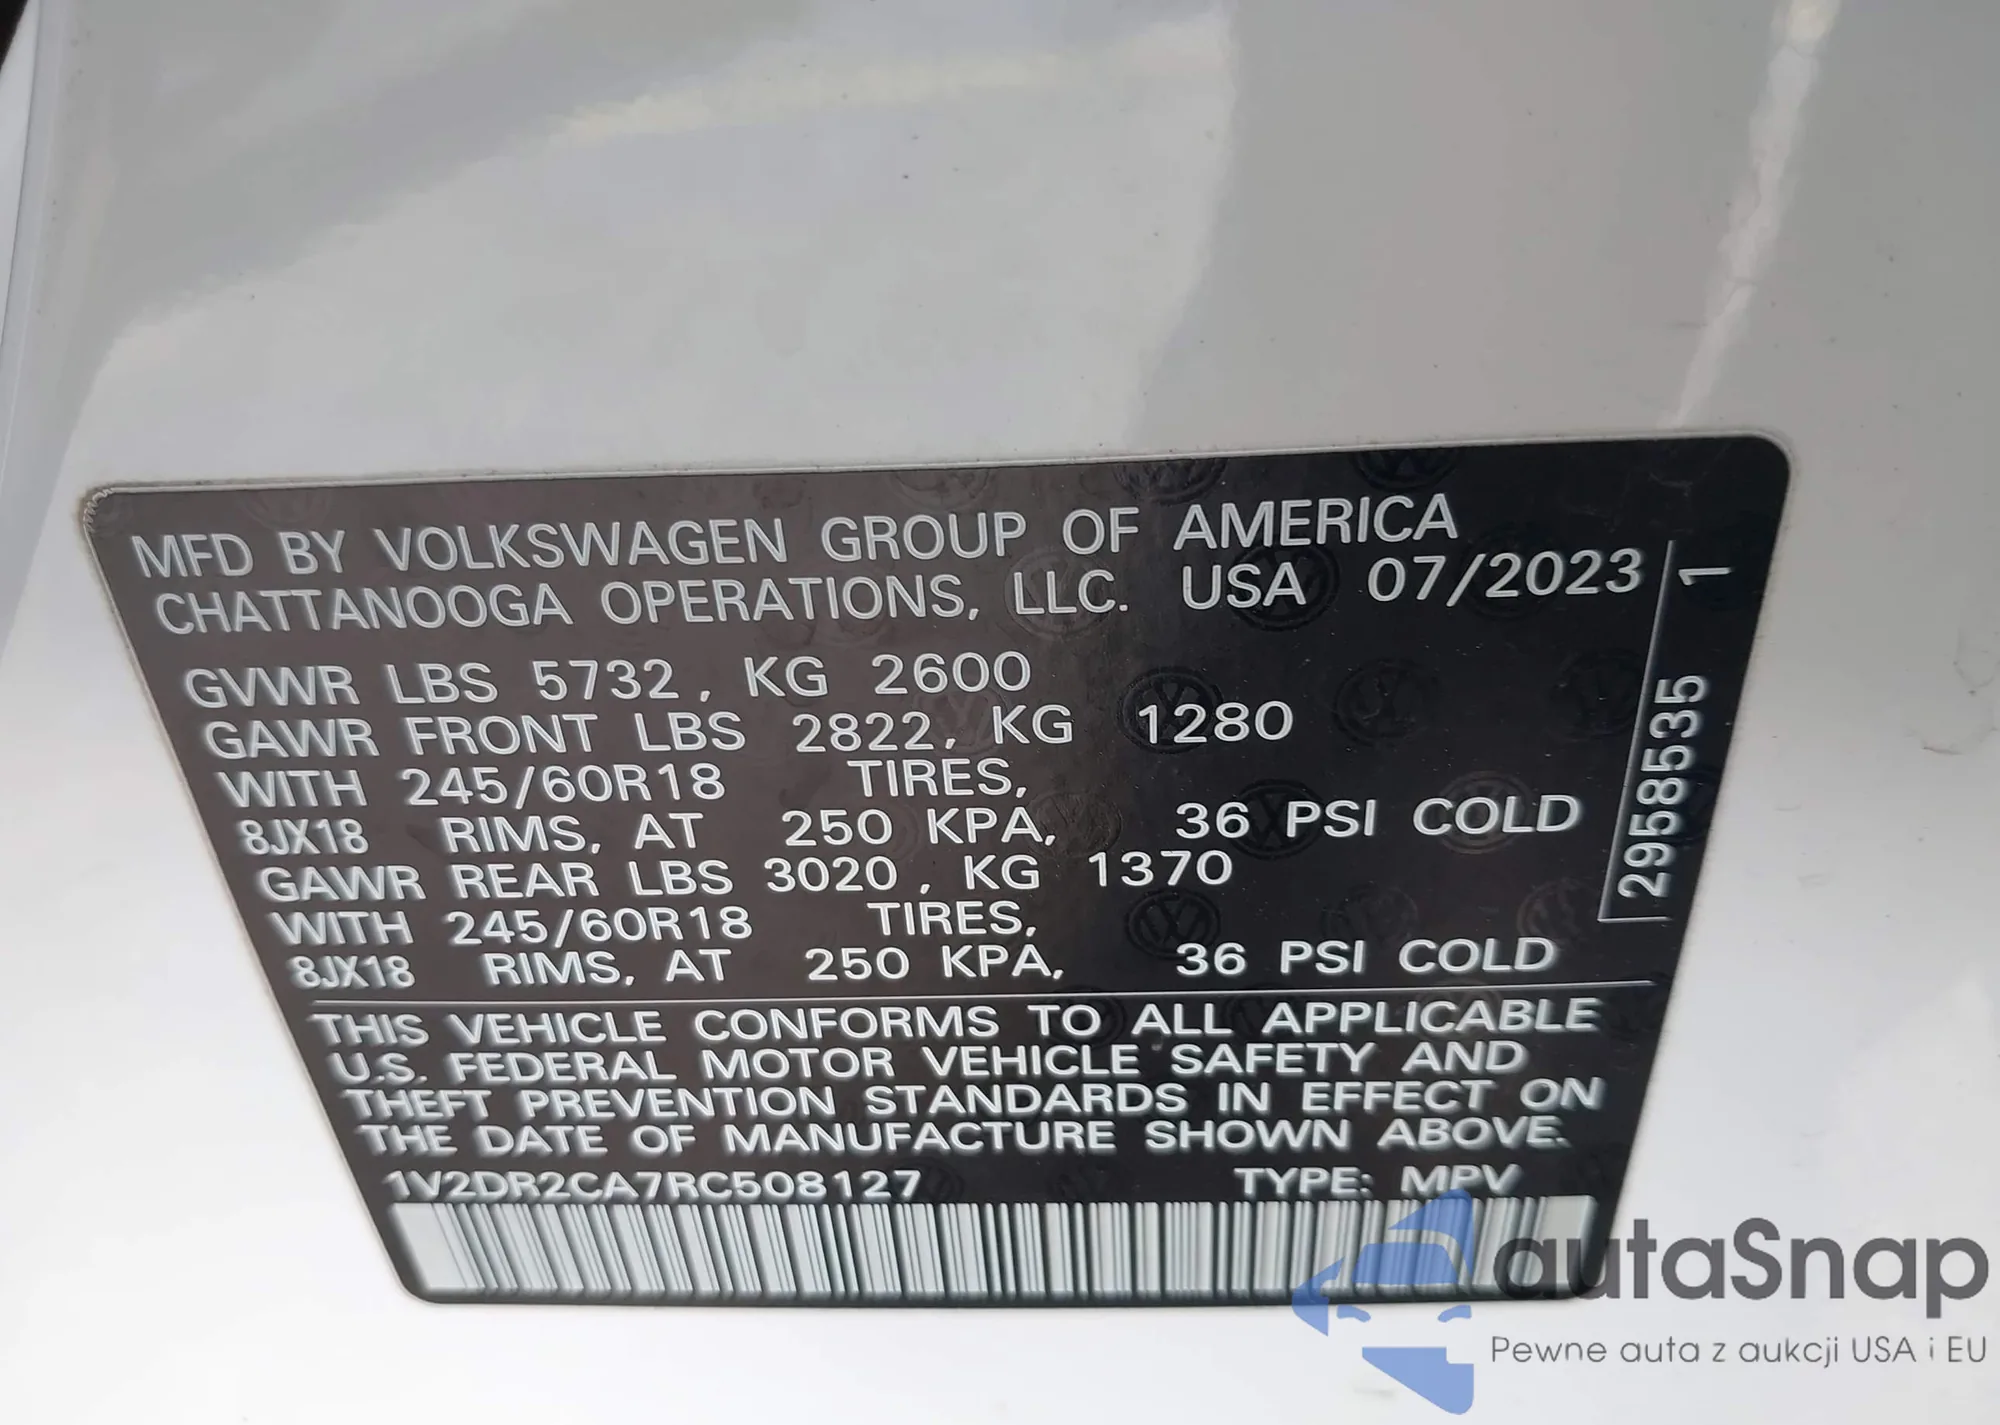 MFD BY VOLKSWAGEN GROUP OF AMERICA
CHATTANOOGA OPERATIONS, LLC. USA 07/2023
GVWR LBS 5732, KG 2600
GAWR FRONT LBS 2822, KG 1280
WITH 245/60R18 TIRES,
8JX18 RIMS, AT 250 KPA, 36 PSI COLD
GAWR REAR LBS 3020, KG 1370
WITH 245/60R18 TIRES,
8JX18 RIMS, AT 250 KPA, 36 PSI COLD
2958535 1
THIS VEHICLE CONFORMS TO ALL APPLICABLE
U.S. FEDERAL MOTOR VEHICLE SAFETY AND
THEFT PREVENTION STANDARDS IN EFFECT ON
THE DATE OF MANUFACTURE SHOWN ABOVE.
1V2DR2CA7RC508127 TYPE: MPV
autaSnap
Pewne auta z aukcji USA i EU